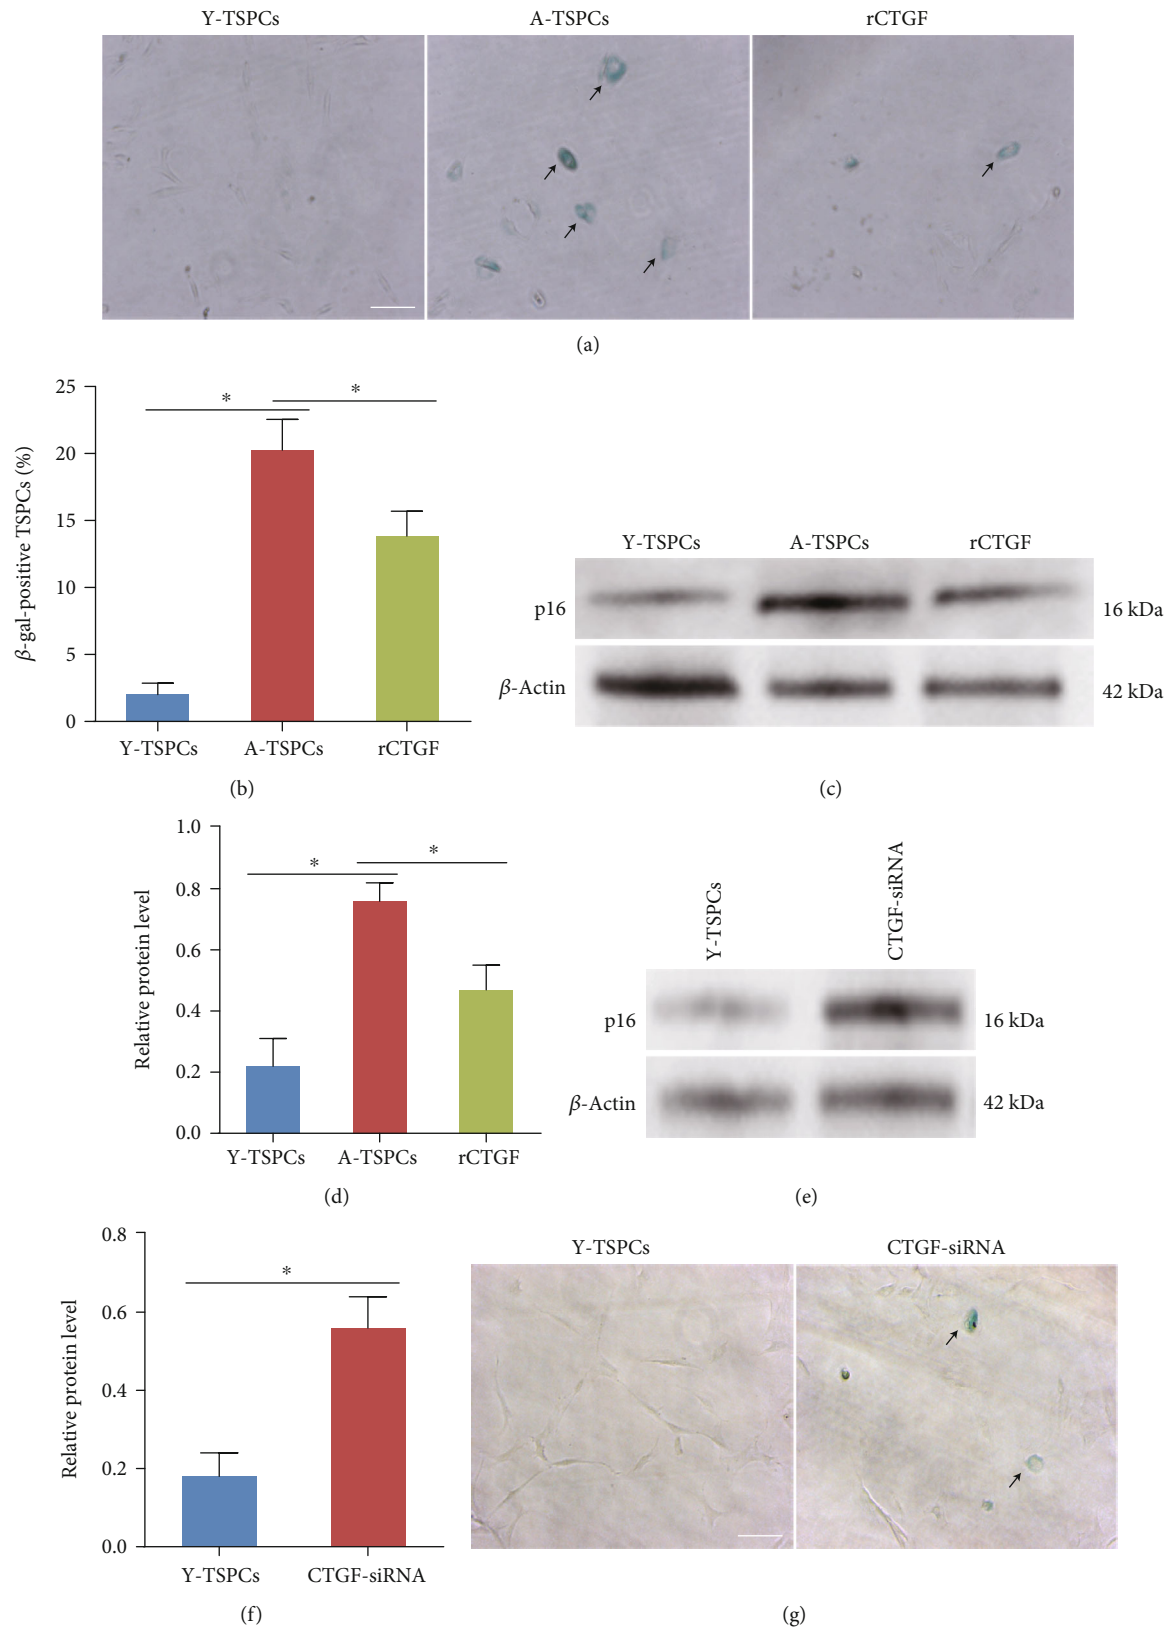 Y-TSPCs A-TSPCs rCTGF
(a)
25
20
15
10
5
0
β-gal-positive TSPCs (%)
* *
Y-TSPCs A-TSPCs rCTGF
(b)
Y-TSPCs A-TSPCs rCTGF
p16 16 kDa
β-Actin 42 kDa
(c)
1.0
0.8
0.6
0.4
0.2
0.0
Relative protein level
* *
Y-TSPCs A-TSPCs rCTGF
(d)
Y-TSPCs CTGF-siRNA
p16 16 kDa
β-Actin 42 kDa
(e)
0.8
0.6
0.4
0.2
0.0
Relative protein level
*
Y-TSPCs CTGF-siRNA
(f)
Y-TSPCs CTGF-siRNA
(g)